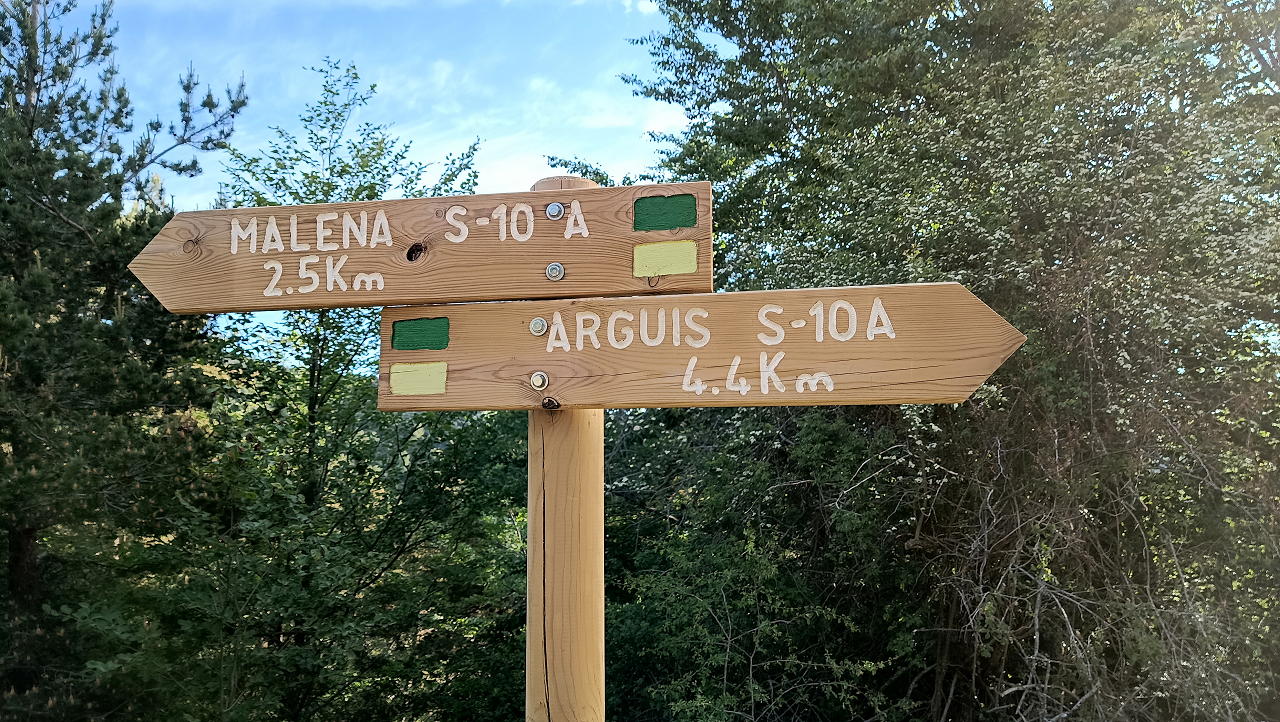 MALENA S-10 A
2.5Km
ARGUIS S-10A
4.4Km